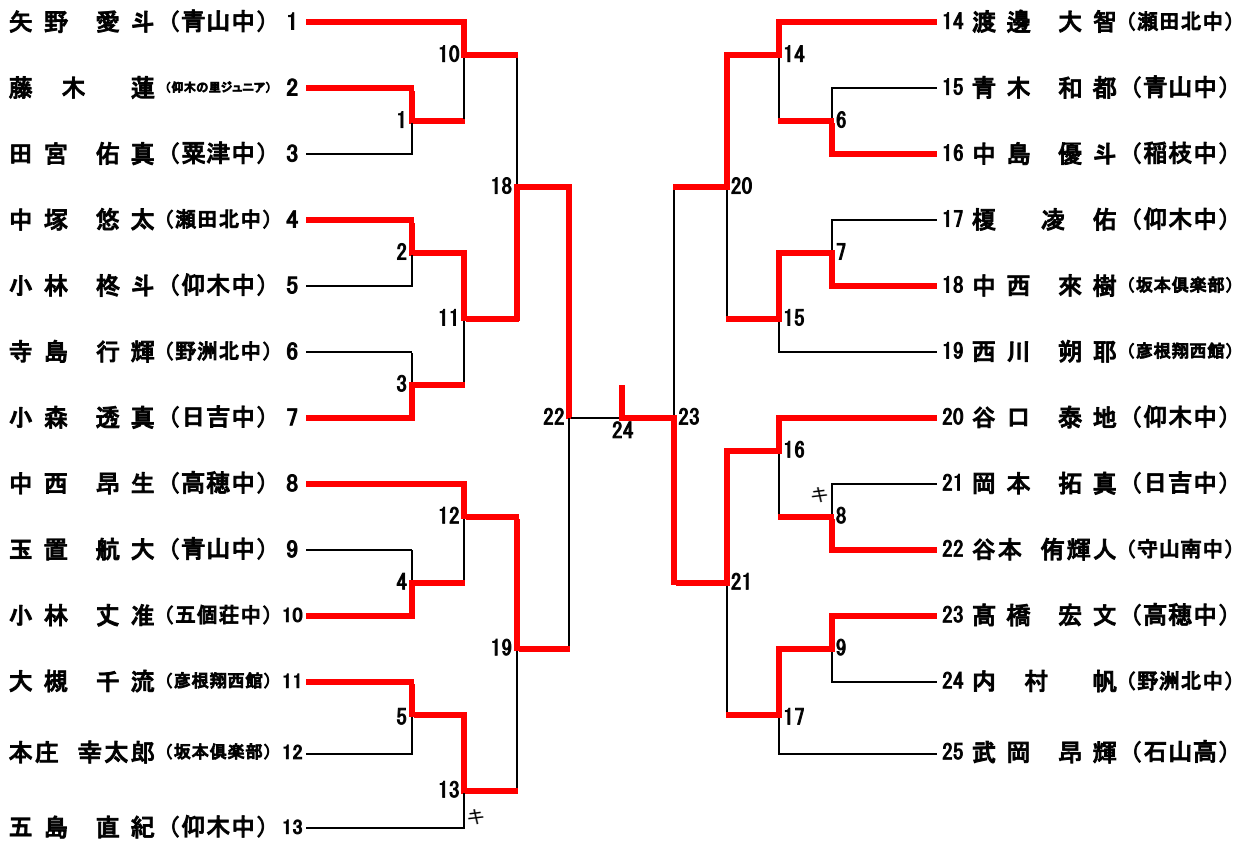 矢野 愛斗（青山中） 1
藤木 蓮（仰木の里ジュニア） 2
田宮 佑真（粟津中） 3
中塚 悠太（瀬田北中） 4
小林 柊斗（仰木中） 5
寺島 行輝（野洲北中） 6
小森 透真（日吉中） 7
中西 昂生（高穂中） 8
玉置 航大（青山中） 9
小林 丈准（五個荘中） 10
大槻 千流（彦根翔西館） 11
本庄 幸太郎（坂本俱楽部） 12
五島 直紀（仰木中） 13
10
1
18
2
11
3
22
12
4
19
5
13
キ
24
14
6
20
7
15
23
16
キ
8
21
9
17
14 渡邊 大智（瀬田北中）
15 青木 和都（青山中）
16 中島 優斗（稲枝中）
17 榎 凌佑（仰木中）
18 中西 來樹（坂本俱楽部）
19 西川 朔耶（彦根翔西館）
20 谷口 泰地（仰木中）
21 岡本 拓真（日吉中）
22 谷本 侑輝人（守山南中）
23 髙橋 宏文（高穂中）
24 内村 帆（野洲北中）
25 武岡 昂輝（石山高）